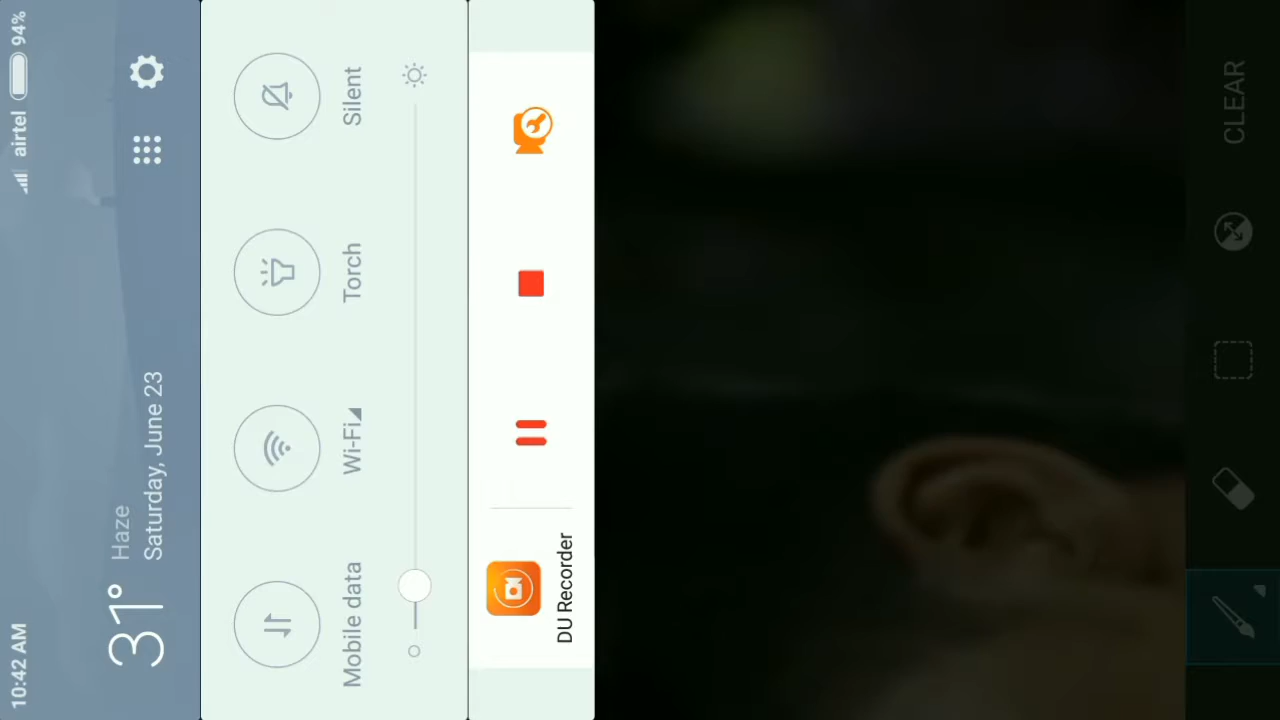 10:42 AM
airtel
94%
31°
Haze
Saturday, June 23
Mobile data
Wi-Fi
Torch
Silent
DU Recorder
CLEAR